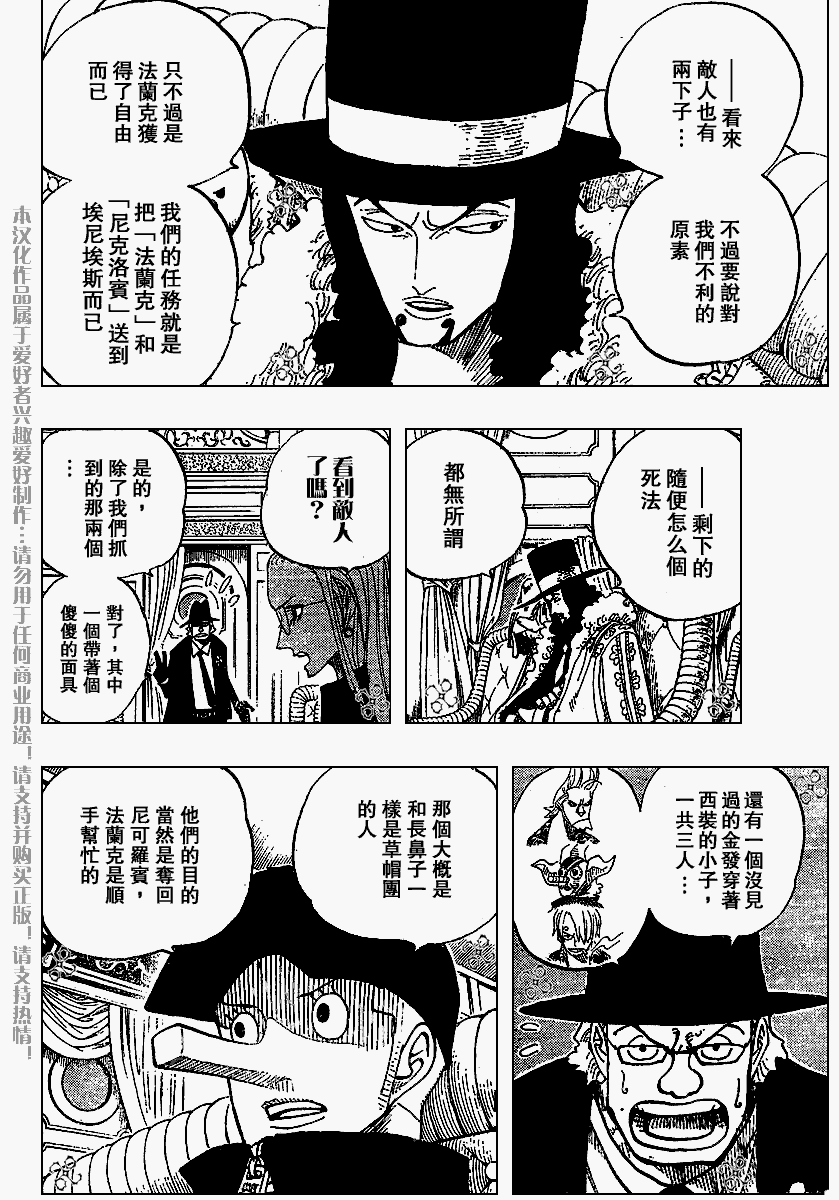 ——看來
敵人也有
兩下子…
不過要說對
我們不利的
原素
只不過是
法蘭克獲
得了自由
而已
我們的任務就是
把「法蘭克」和
「尼克洛賓」送到
埃尼埃斯而已
——剩下的
隨便怎么個
死法
都無所謂
看到敵人
了嗎？
是的，
除了我們抓
到的那兩個
…
對了，其中
一個帶著個
傻傻的面具
還有一個沒見
過的金發穿著
西裝的小子，
一共三人…
那個大概是
和長鼻子一
樣是草帽團
的人
他們的目的
當然是奪回
尼可羅賓，
法蘭克是順
手幫忙的
本汉化作品属于爱好者兴趣爱好制作…请勿用于任何商业用途！请支持并购买正版！请支持热情！